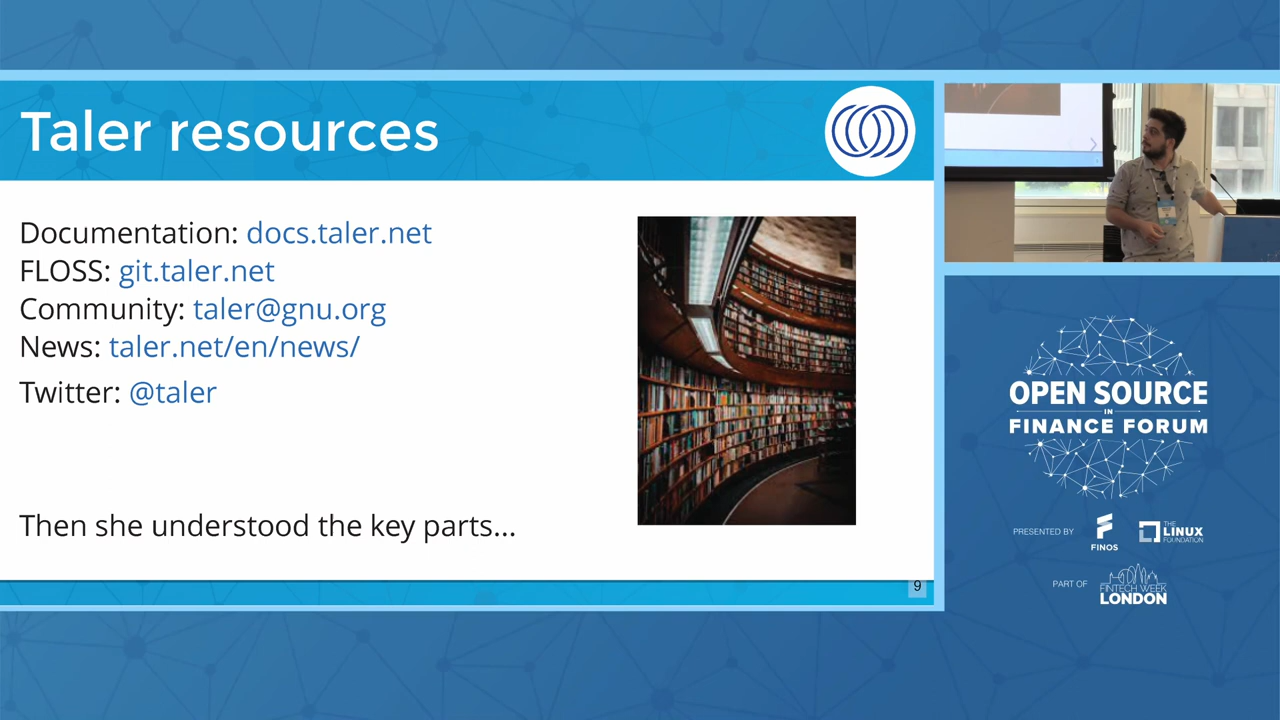 Taler resources
Documentation: docs.taler.net
FLOSS: git.taler.net
Community: taler@gnu.org
News: taler.net/en/news/
Twitter: @taler
Then she understood the key parts...
9
OPEN SOURCE
IN
FINANCE FORUM
PRESENTED BY
FINOS
THE
LINUX
FOUNDATION
PART OF
FINTECH WEEK
LONDON